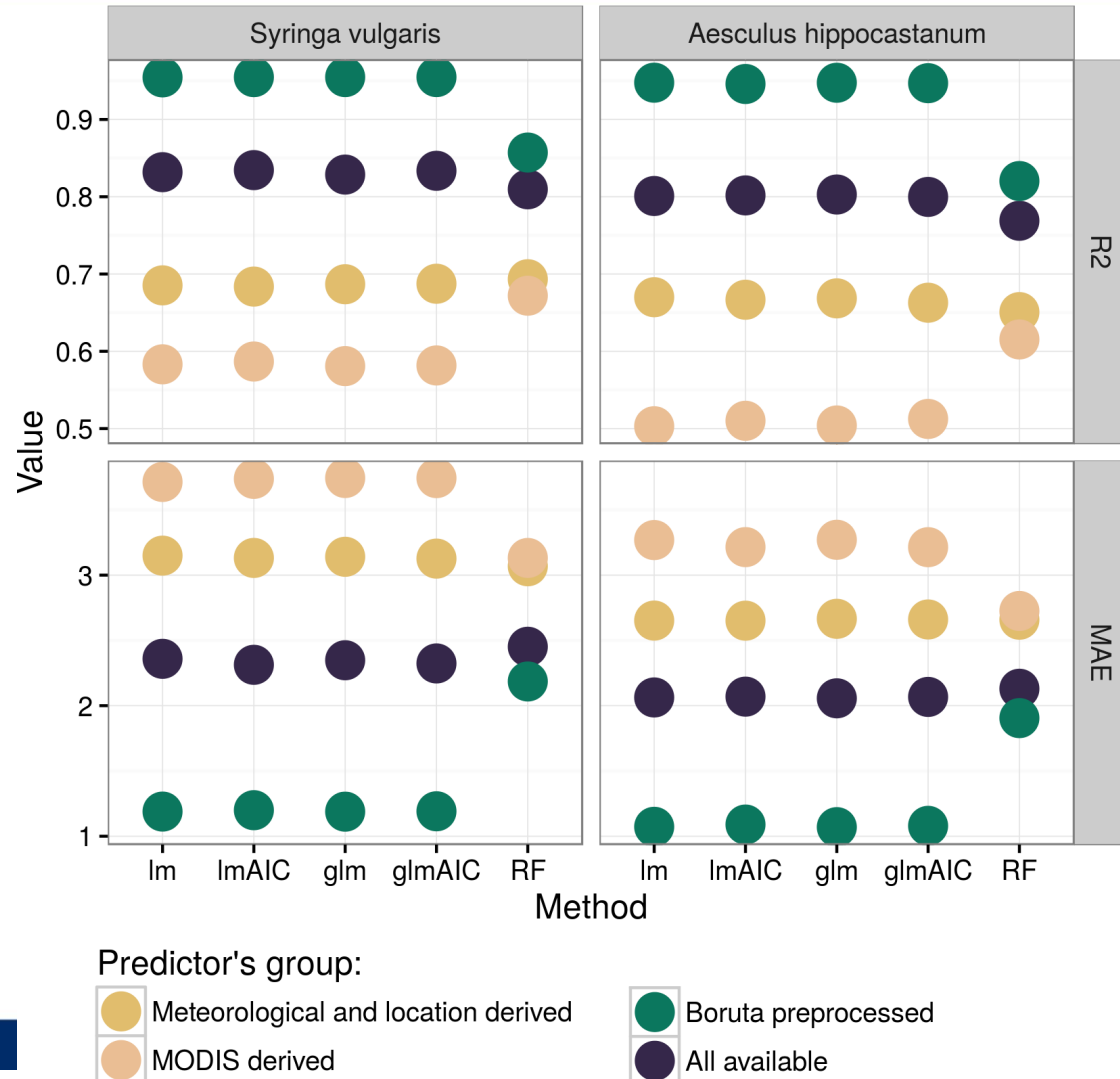 Syringa vulgaris
Aesculus hippocastanum
0.9
0.8
0.7
0.6
0.5
R2
Value
3
2
1
MAE
lm lmAIC glm glmAIC RF
lm lmAIC glm glmAIC RF
Method
Predictor's group:
Meteorological and location derived
Boruta preprocessed
MODIS derived
All available